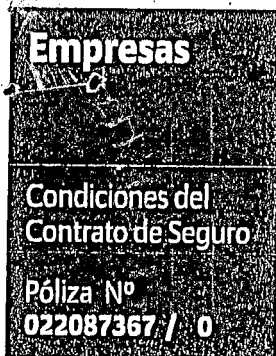 Empresas
Condiciones del
Contrato de Seguro
Póliza Nº
022087367 / 0